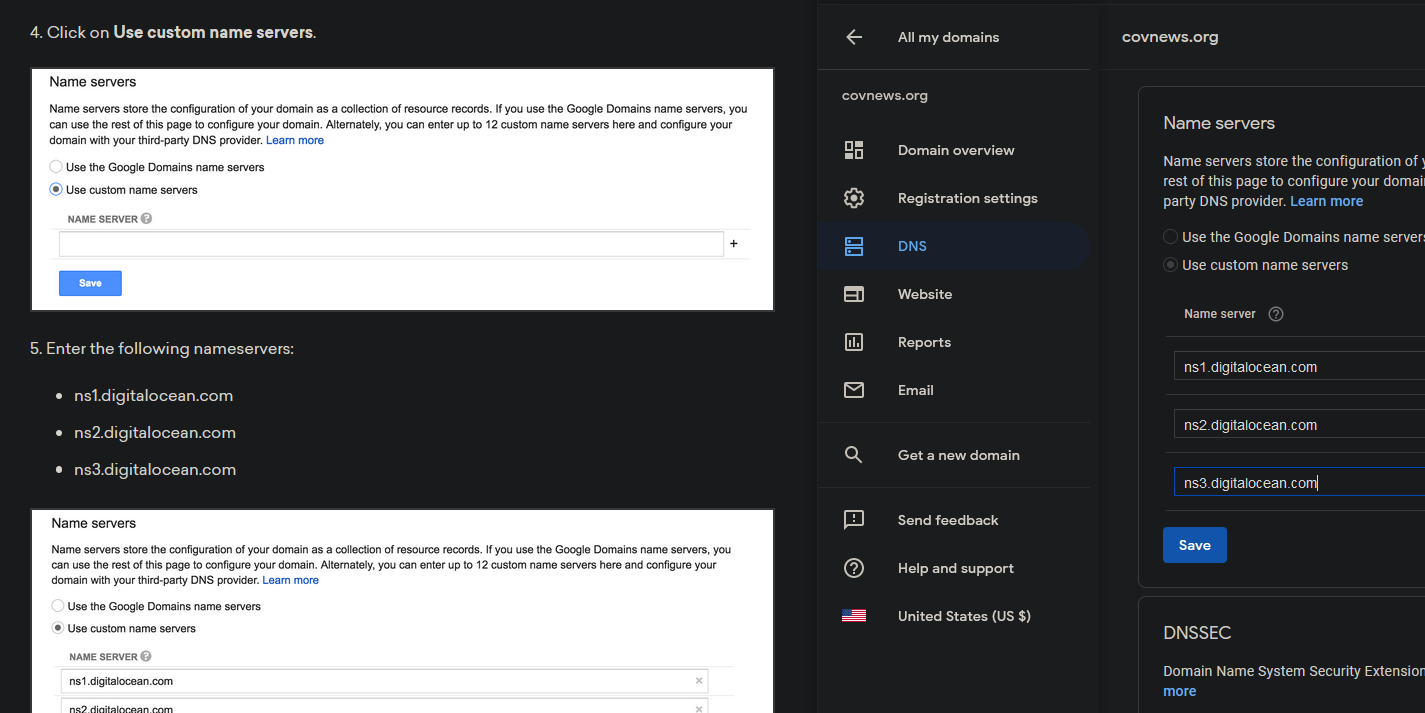 4. Click on Use custom name servers.
Name servers
Name servers store the configuration of your domain as a collection of resource records. If you use the Google Domains name servers, you
can use the rest of this page to configure your domain. Alternately, you can enter up to 12 custom name servers here and configure your
domain with your third-party DNS provider. Learn more
Use the Google Domains name servers
Use custom name servers
NAME SERVER ?
+
Save
5. Enter the following nameservers:
• ns1.digitalocean.com
• ns2.digitalocean.com
• ns3.digitalocean.com
Name servers
Name servers store the configuration of your domain as a collection of resource records. If you use the Google Domains name servers, you
can use the rest of this page to configure your domain. Alternately, you can enter up to 12 custom name servers here and configure your
domain with your third-party DNS provider. Learn more
Use the Google Domains name servers
Use custom name servers
NAME SERVER ?
ns1.digitalocean.com ×
ns2.digitalocean.com ×
All my domains
covnews.org
Domain overview
Registration settings
DNS
Website
Reports
Email
Get a new domain
Send feedback
Help and support
United States (US $)
covnews.org
Name servers
Name servers store the configuration of
rest of this page to configure your
party DNS provider. Learn more
Use the Google Domains name
Use custom name servers
Name server ?
ns1.digitalocean.com
ns2.digitalocean.com
ns3.digitalocean.com
Save
DNSSEC
Domain Name System Security
more